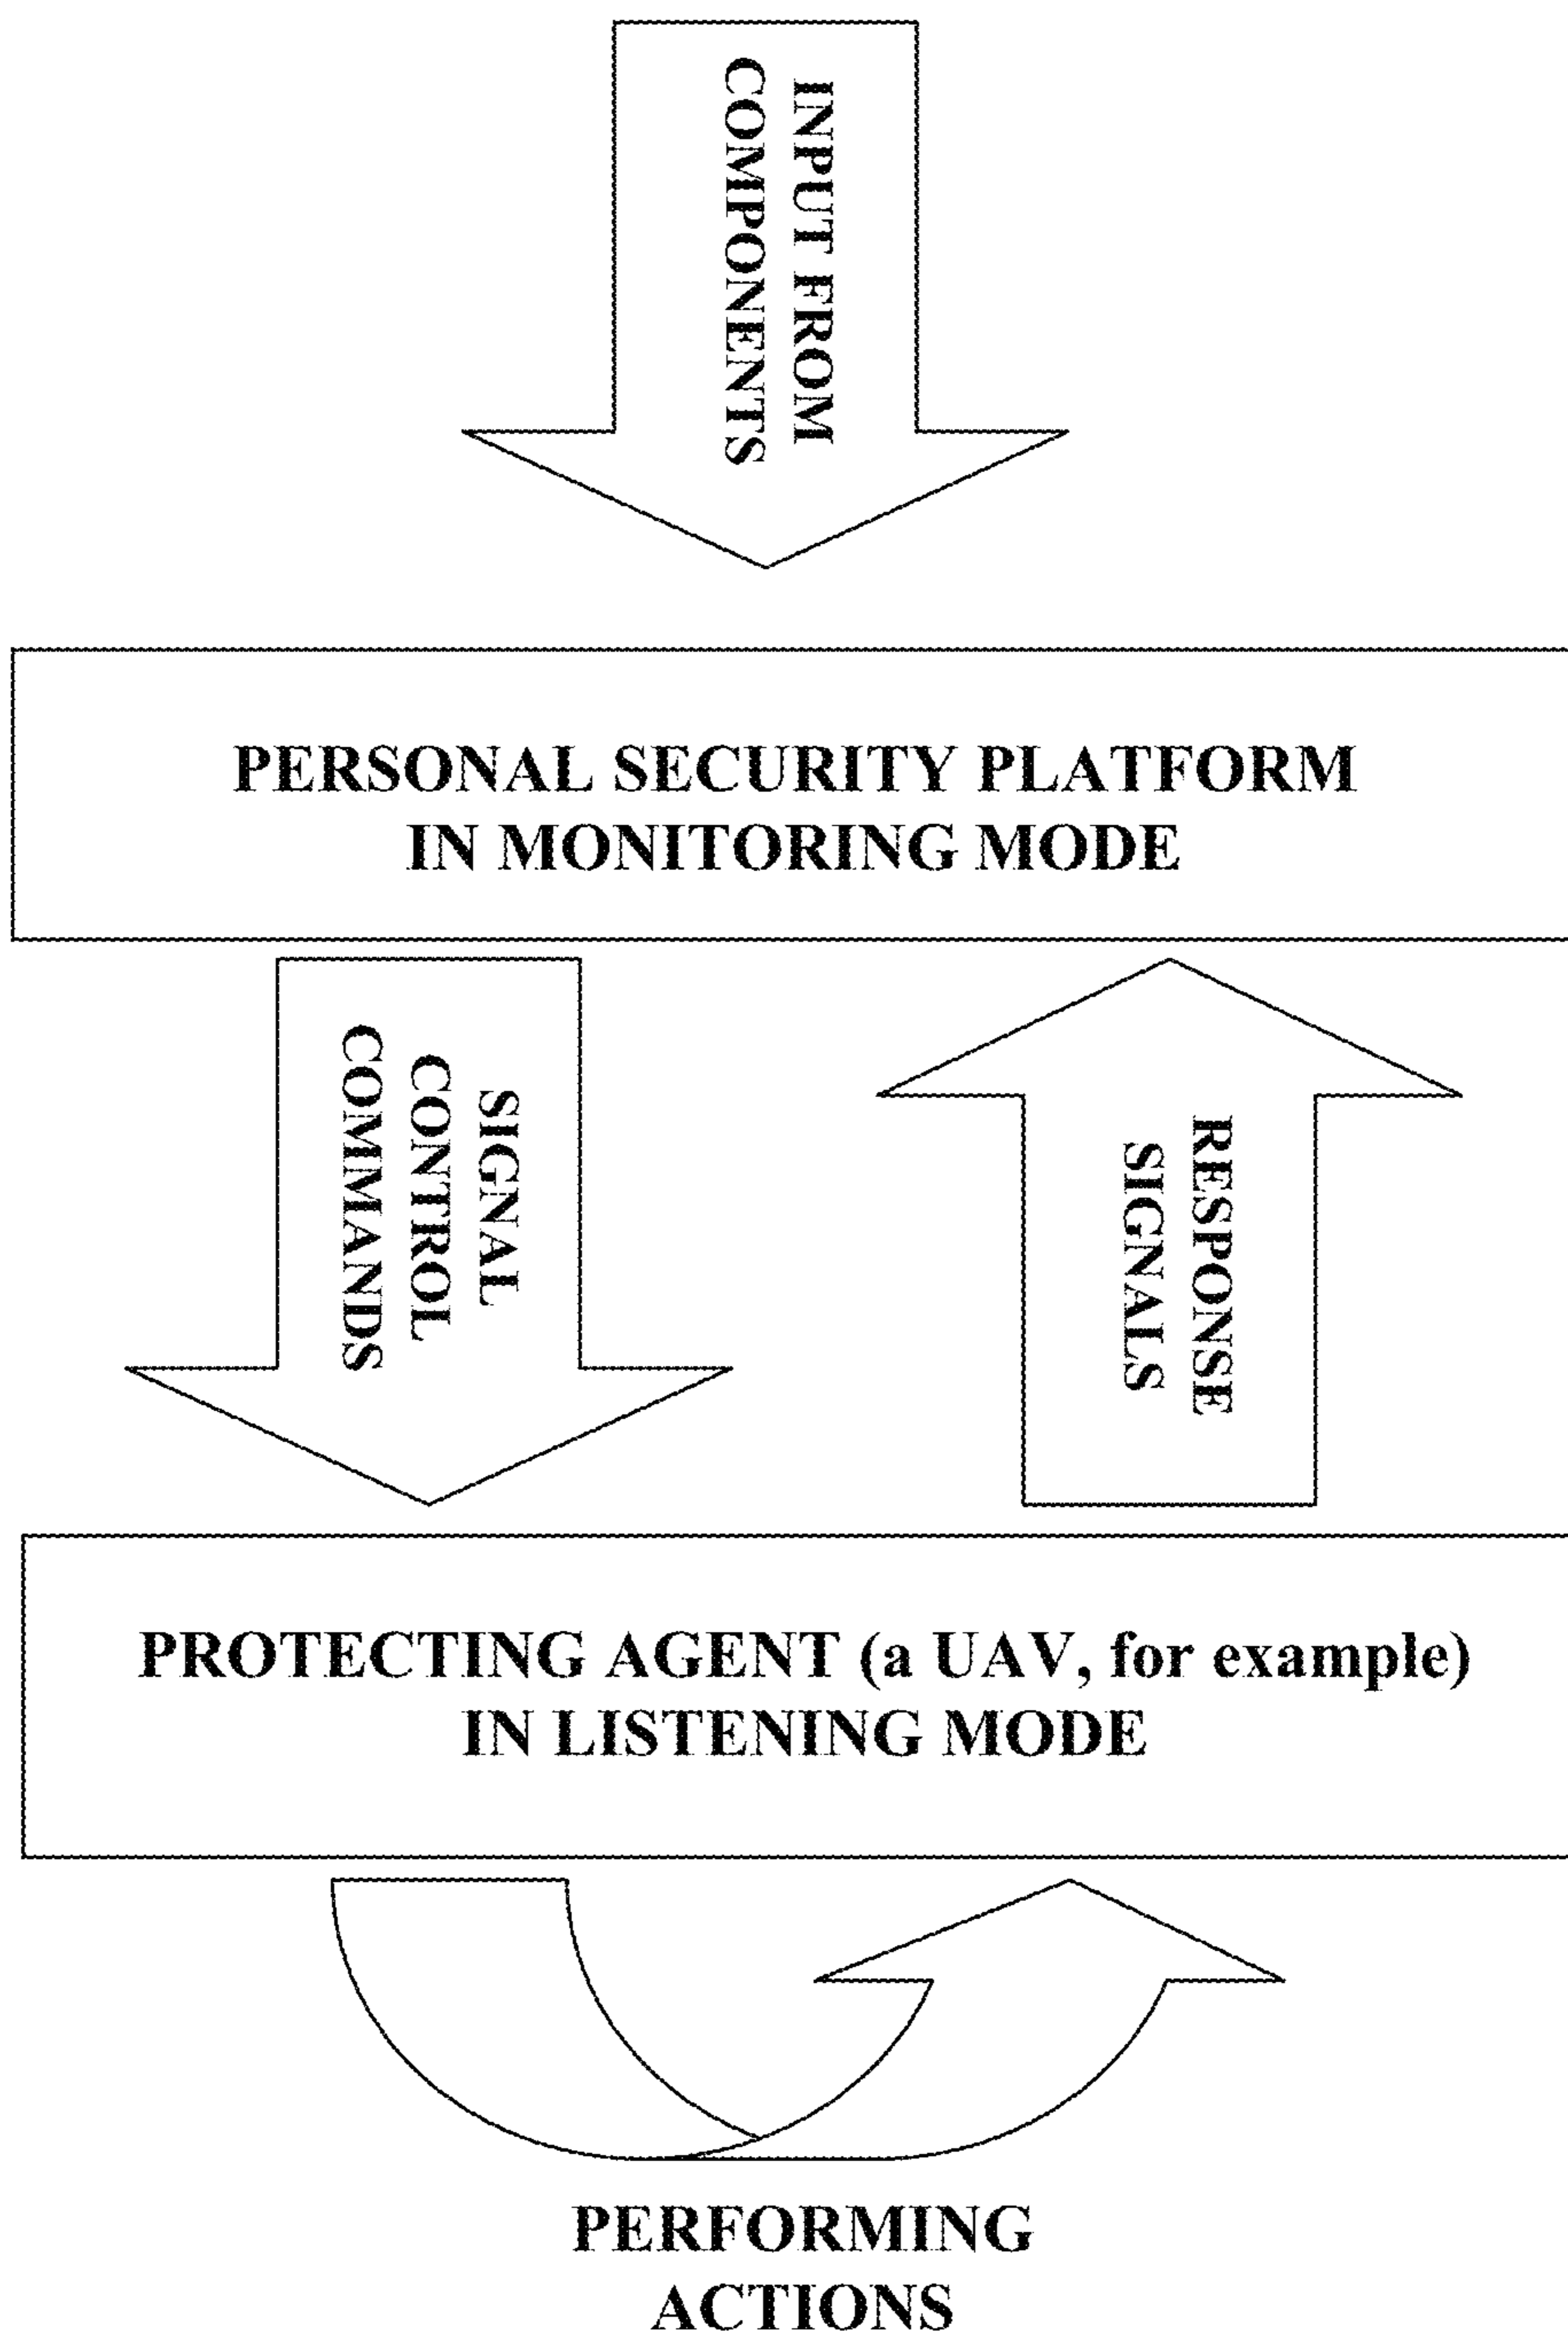 INPUT FROM
COMPONENTS
PERSONAL SECURITY PLATFORM
IN MONITORING MODE
SIGNAL
CONTROL
COMMANDS
RESPONSE
SIGNALS
PROTECTING AGENT (a UAV, for example)
IN LISTENING MODE
PERFORMING
ACTIONS